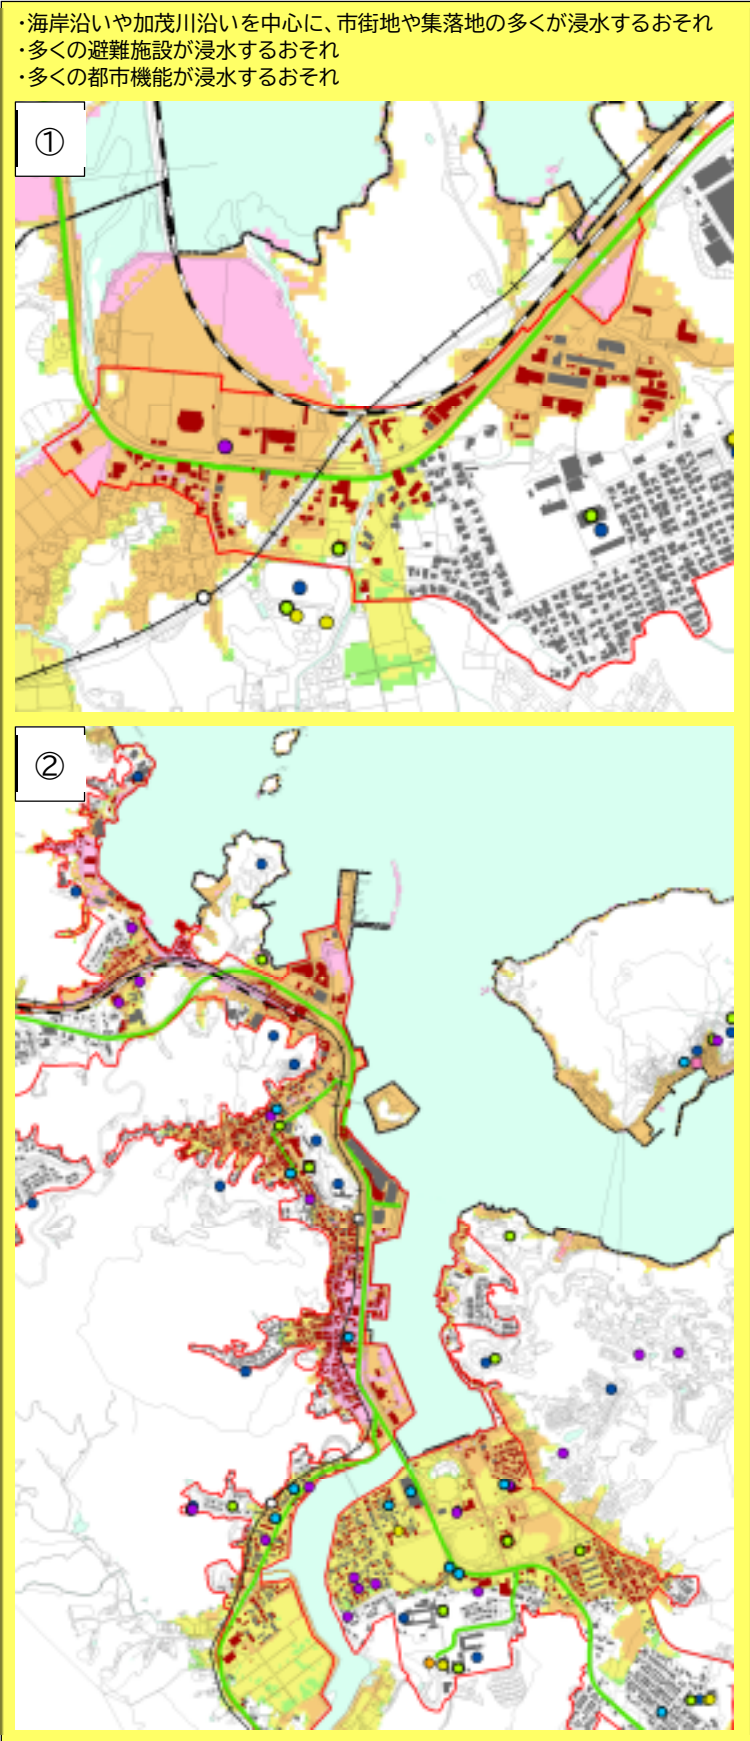 ・海岸沿いや加茂川沿いを中心に、市街地や集落地の多くが浸水するおそれ
・多くの避難施設が浸水するおそれ
・多くの都市機能が浸水するおそれ
①
②